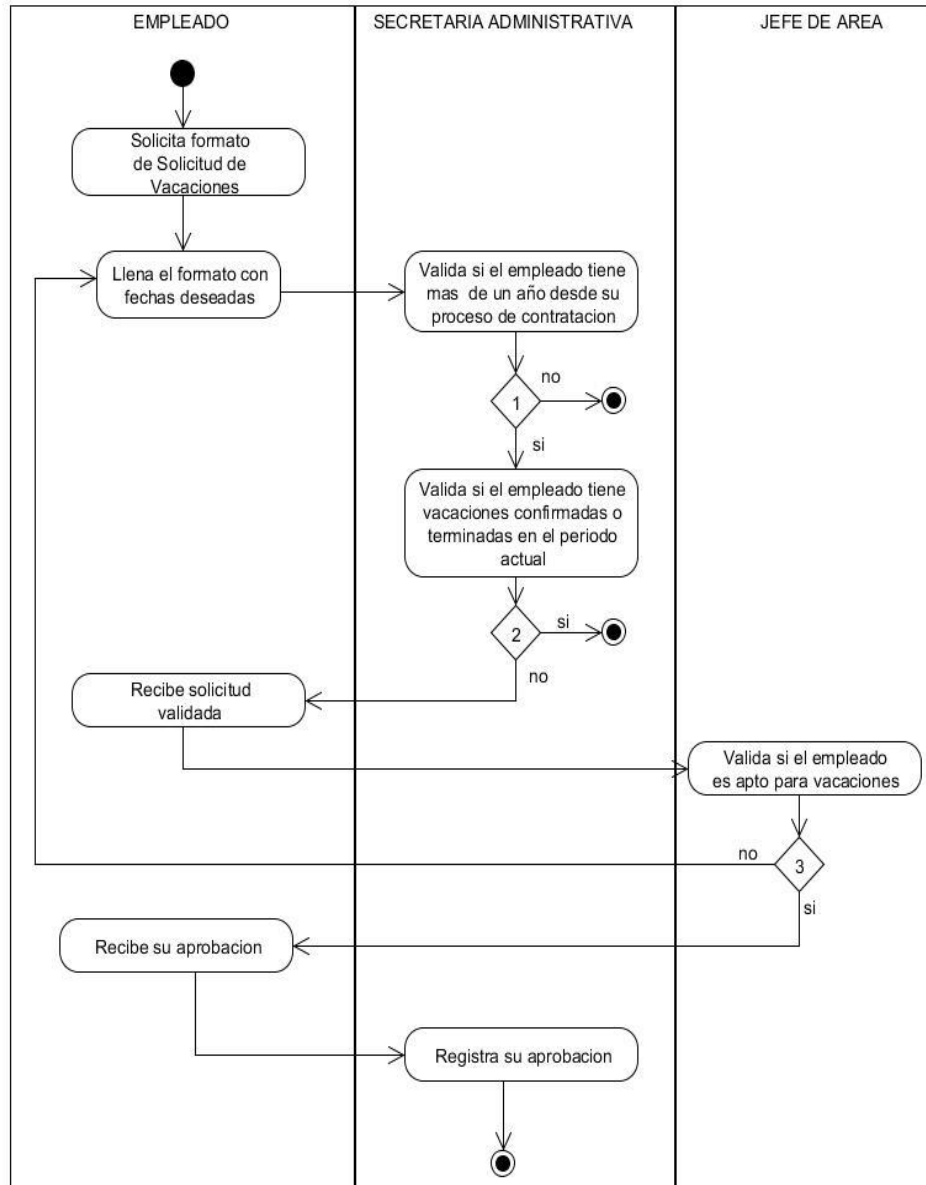 EMPLEADO
SECRETARIA ADMINISTRATIVA
JEFE DE AREA
Solicita formato
de Solicitud de
Vacaciones
Llena el formato con
fechas deseadas
Valida si el empleado tiene
mas de un año desde su
proceso de contratacion
no
1
si
Valida si el empleado tiene
vacaciones confirmadas o
terminadas en el periodo
actual
si
2
no
Recibe solicitud
validada
Valida si el empleado
es apto para vacaciones
no
3
si
Recibe su aprobacion
Registra su aprobacion